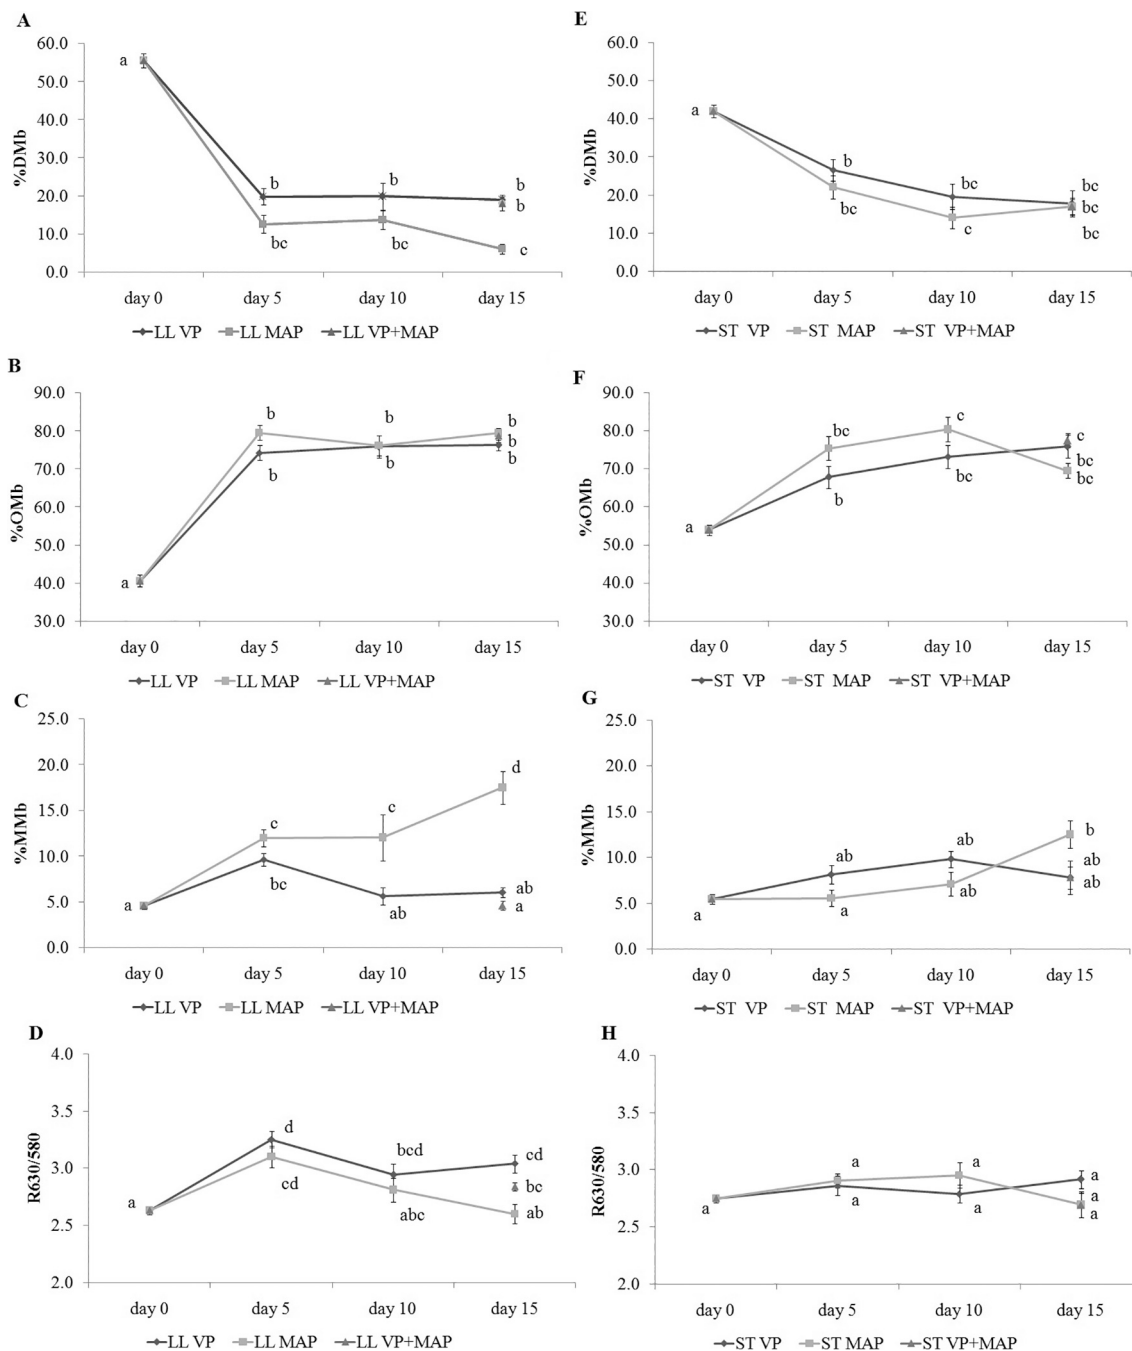 A
%DMb
60.0
50.0
40.0
30.0
20.0
10.0
0.0
a
b
b
b
b
bc
bc
c
day 0 day 5 day 10 day 15
LL VP LL MAP LL VP+MAP
E
%DMb
60.0
50.0
40.0
30.0
20.0
10.0
0.0
a
b
bc
bc
bc
bc
c
bc
day 0 day 5 day 10 day 15
ST VP ST MAP ST VP+MAP
B
%OMb
90.0
80.0
70.0
60.0
50.0
40.0
30.0
a
b
b
b
b
b
b
b
day 0 day 5 day 10 day 15
LL VP LL MAP LL VP+MAP
F
%OMb
90.0
80.0
70.0
60.0
50.0
40.0
30.0
a
bc
c
c
b
bc
bc
bc
day 0 day 5 day 10 day 15
ST VP ST MAP ST VP+MAP
C
%MMb
25.0
20.0
15.0
10.0
5.0
0.0
a
c
c
d
bc
ab
ab
a
day 0 day 5 day 10 day 15
LL VP LL MAP LL VP+MAP
G
%MMb
25.0
20.0
15.0
10.0
5.0
0.0
a
ab
ab
b
a
ab
ab
ab
day 0 day 5 day 10 day 15
ST VP ST MAP ST VP+MAP
D
R630/580
4.0
3.5
3.0
2.5
2.0
a
d
bcd
cd
cd
abc
bc
ab
day 0 day 5 day 10 day 15
LL VP LL MAP LL VP+MAP
H
R630/580
4.0
3.5
3.0
2.5
2.0
a
a
a
a
a
a
a
a
day 0 day 5 day 10 day 15
ST VP ST MAP ST VP+MAP